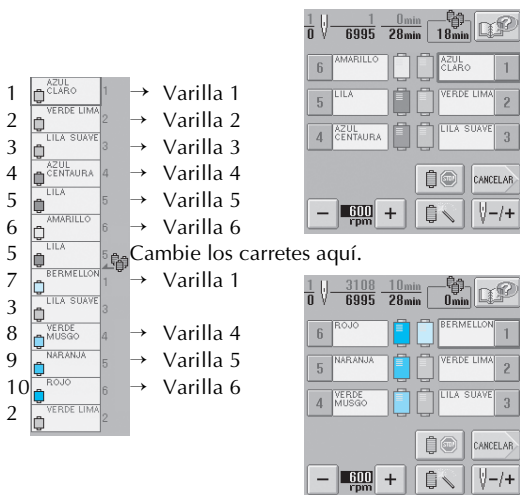 1 AZUL CLARO 1 → Varilla 1
2 VERDE LIMA 2 → Varilla 2
3 LILA SUAVE 3 → Varilla 3
4 AZUL CENTAURA 4 → Varilla 4
5 LILA 5 → Varilla 5
6 AMARILLO 6 → Varilla 6
5 LILA 5 Cambie los carretes aquí.
7 BERMELLON 1 → Varilla 1
3 LILA SUAVE 3
8 VERDE MUSGO 4 → Varilla 4
9 NARANJA 5 → Varilla 5
10 ROJO 6 → Varilla 6
2 VERDE LIMA 2
1 1 0min
0 6995 28min 18min
6 AMARILLO AZUL CLARO 1
5 LILA VERDE LIMA 2
4 AZUL CENTAURA LILA SUAVE 3
STOP CANCELAR
− 600 rpm + −/+
1 3108 10min
0 6995 28min 0min
6 ROJO BERMELLON 1
5 NARANJA VERDE LIMA 2
4 VERDE MUSGO LILA SUAVE 3
STOP CANCELAR
− 600 rpm + −/+